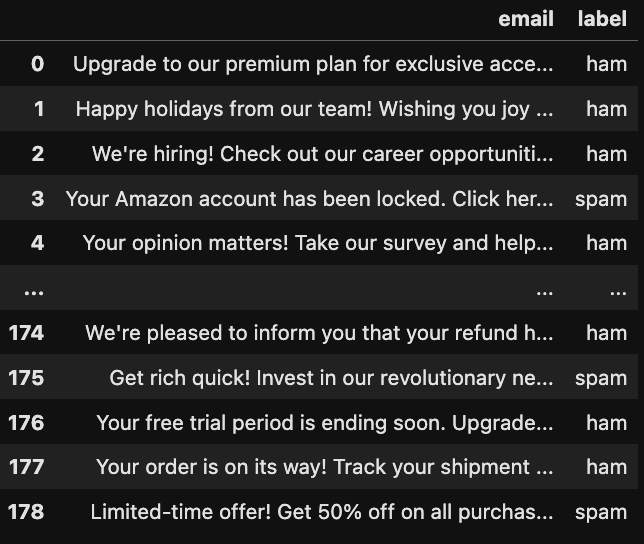 email label
0 Upgrade to our premium plan for exclusive acce... ham
1 Happy holidays from our team! Wishing you joy ... ham
2 We're hiring! Check out our career opportuniti... ham
3 Your Amazon account has been locked. Click her... spam
4 Your opinion matters! Take our survey and help... ham
... ... ...
174 We're pleased to inform you that your refund h... ham
175 Get rich quick! Invest in our revolutionary ne... spam
176 Your free trial period is ending soon. Upgrade... ham
177 Your order is on its way! Track your shipment ... ham
178 Limited-time offer! Get 50% off on all purchas... spam